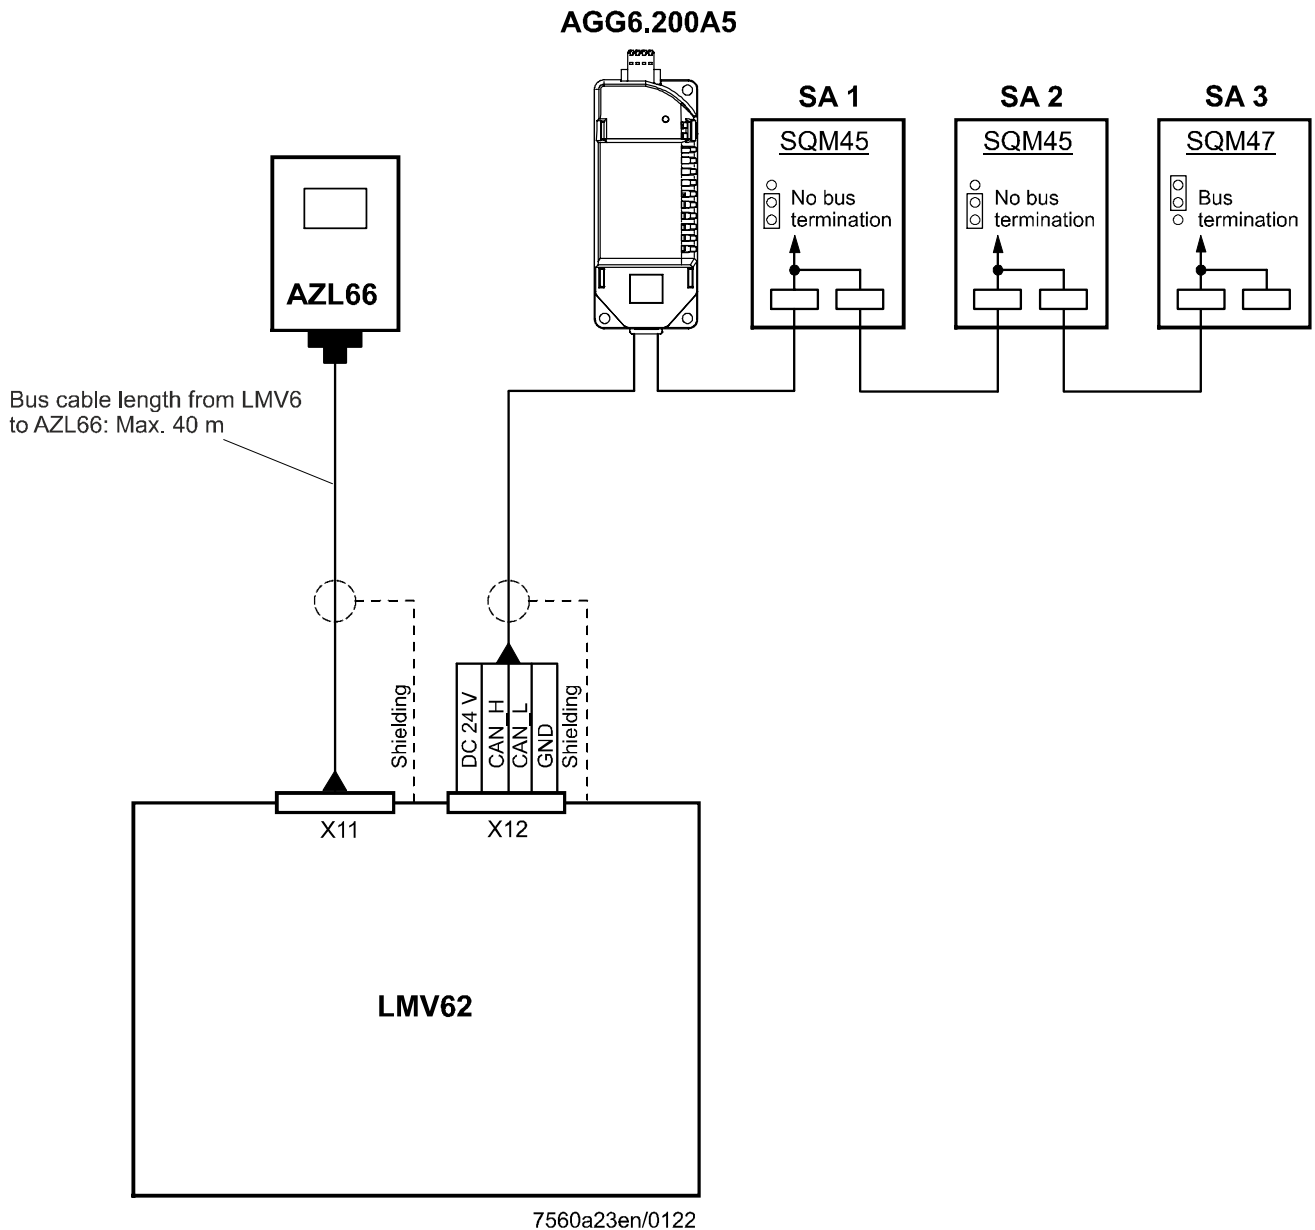 AGG6.200A5
SA 1
SA 2
SA 3
SQM45
SQM45
SQM47
No bus
termination
No bus
termination
Bus
termination
AZL66
Bus cable length from LMV6
to AZL66: Max. 40 m
Shielding
DC 24 V
CAN_H
CAN_L
GND
Shielding
X11
X12
LMV62
7560a23en/0122